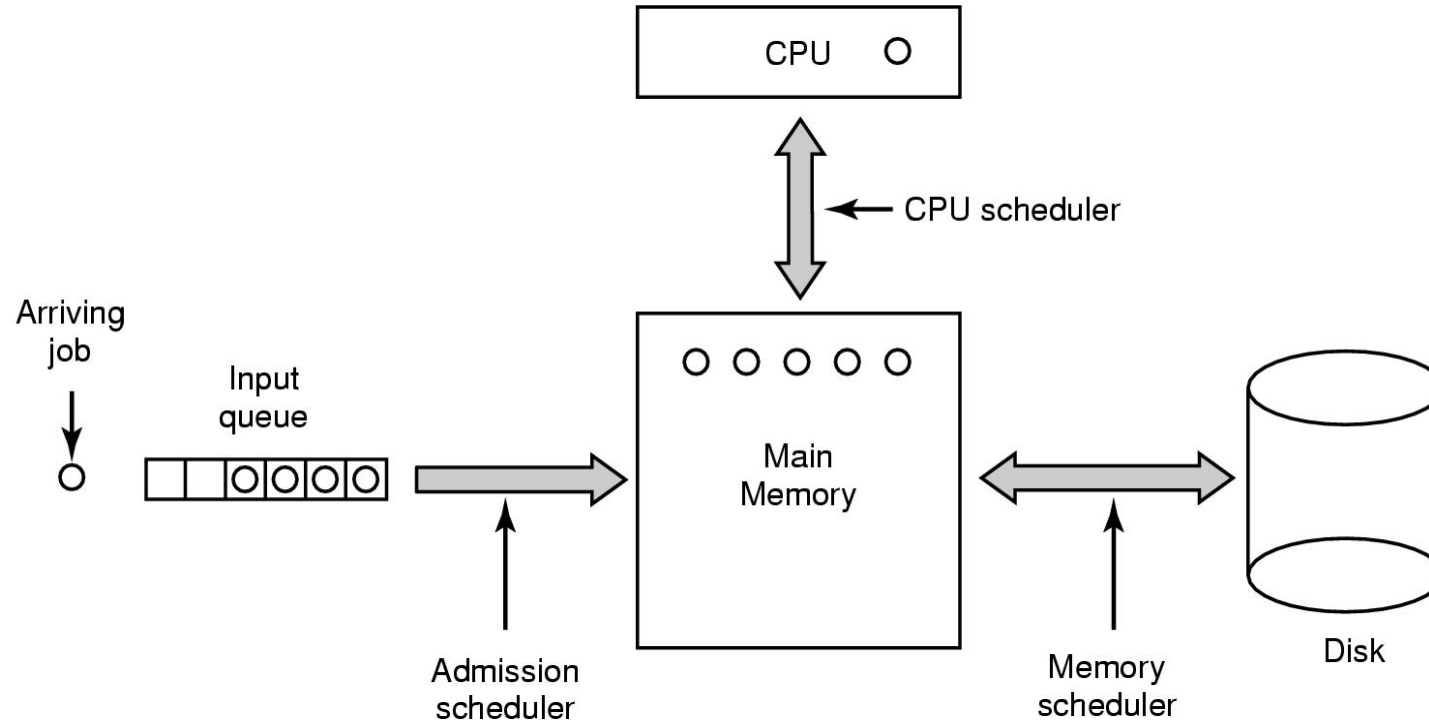 CPU
CPU scheduler
Arriving
job
Input
queue
Main
Memory
Admission
scheduler
Memory
scheduler
Disk